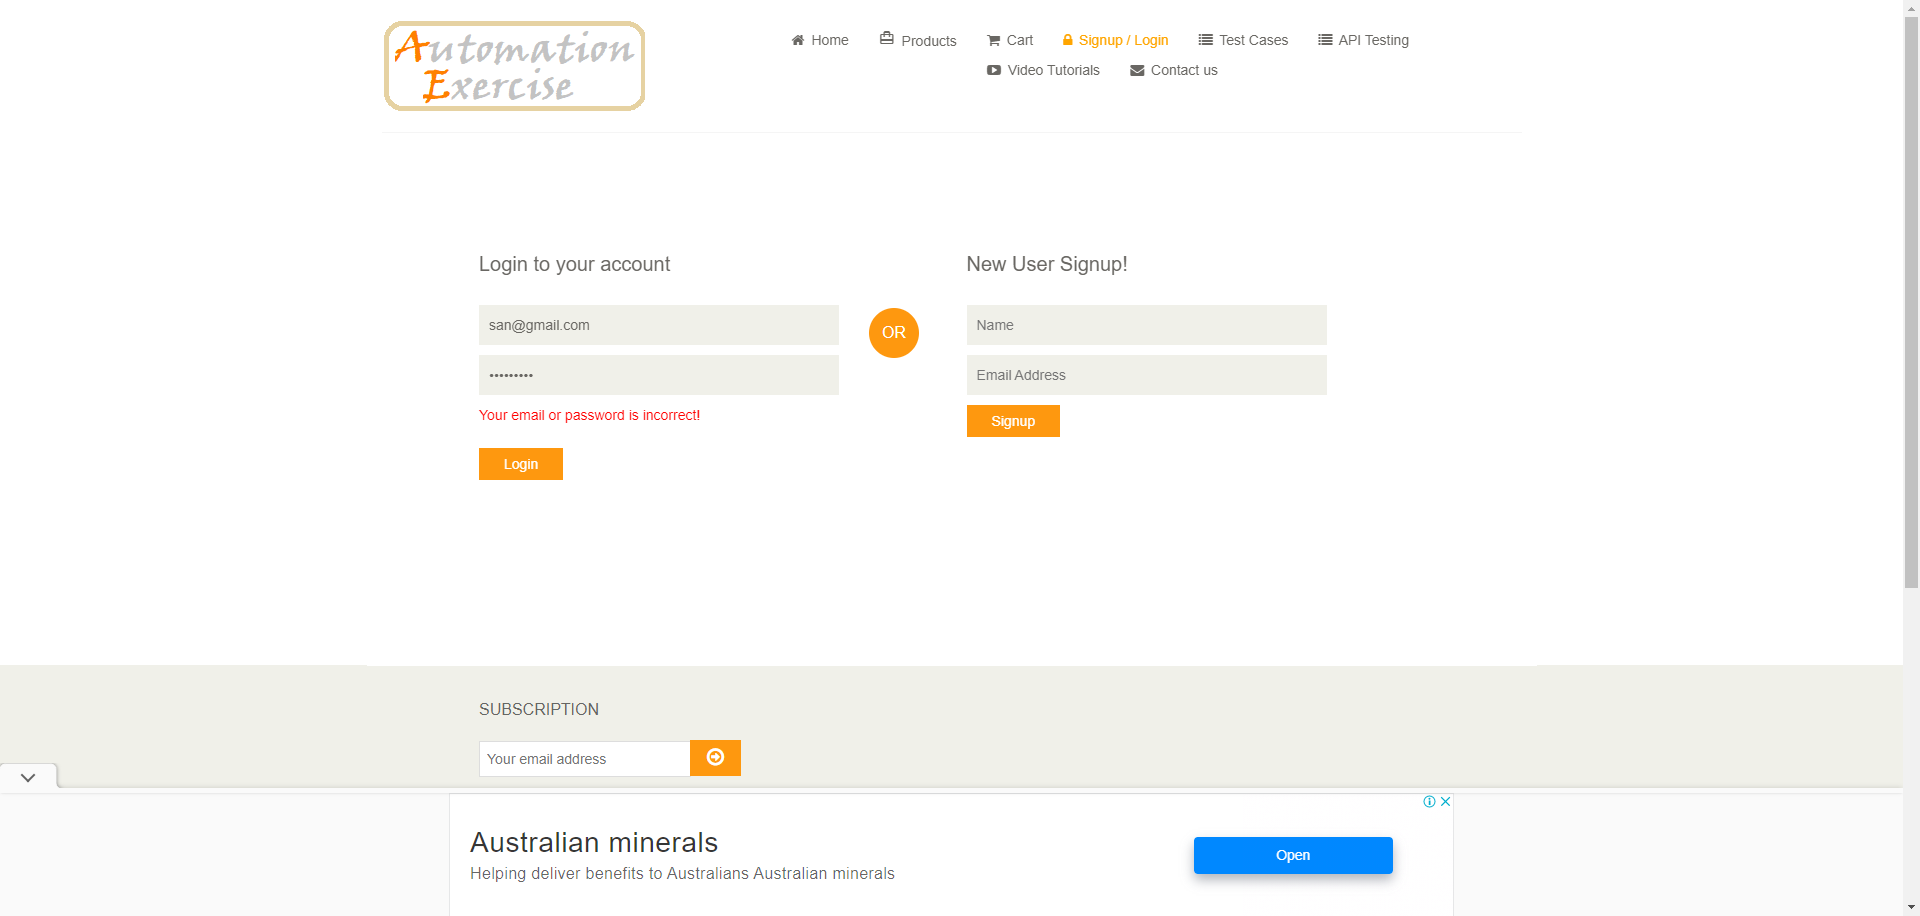 Automation
Exercise
Home Products Cart Signup / Login Test Cases API Testing
Video Tutorials Contact us
Login to your account
san@gmail.com
•••••••••
Your email or password is incorrect!
Login
OR
New User Signup!
Name
Email Address
Signup
SUBSCRIPTION
Your email address
Australian minerals
Helping deliver benefits to Australians Australian minerals
Open